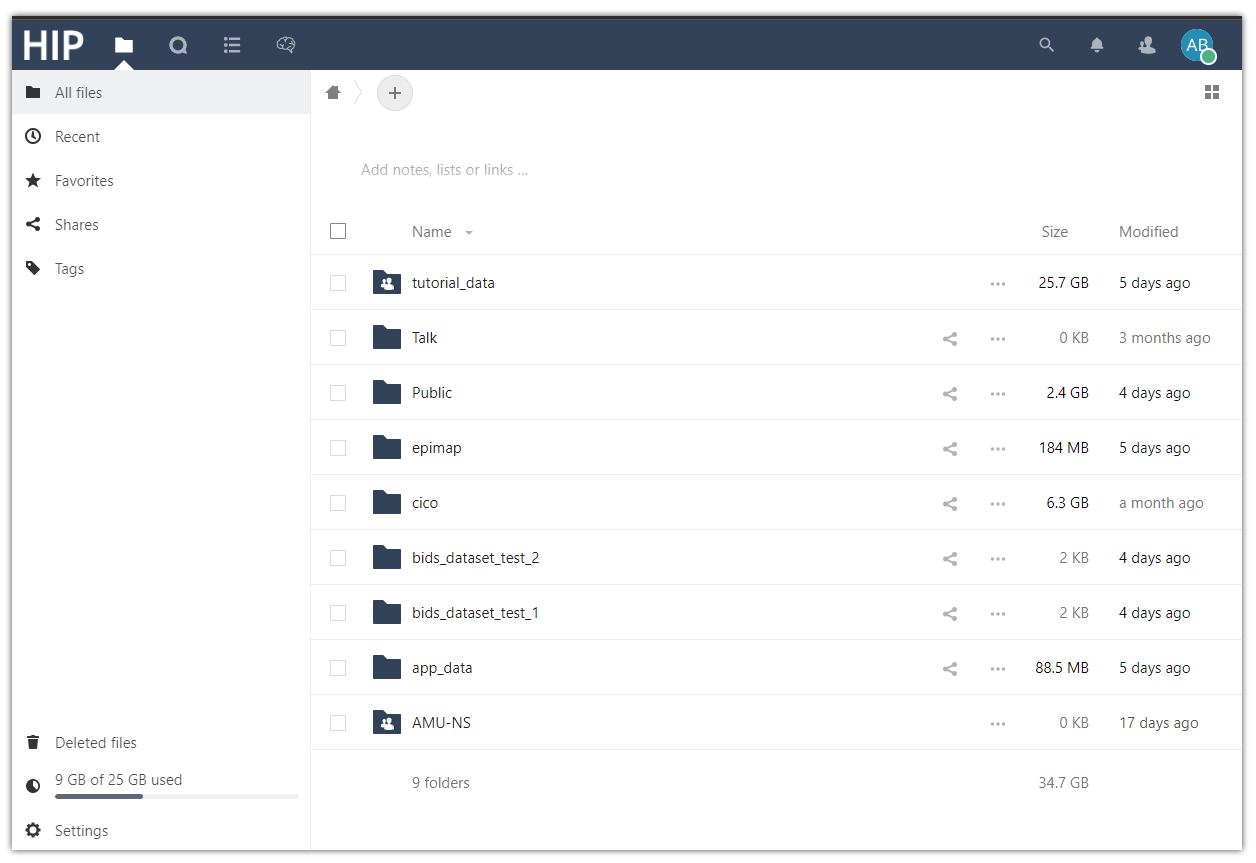 HIP
AB
All files
Recent
Favorites
Shares
Tags
Deleted files
9 GB of 25 GB used
Settings
+
Add notes, lists or links ...
Name Size Modified
tutorial_data ... 25.7 GB 5 days ago
Talk ... 0 KB 3 months ago
Public ... 2.4 GB 4 days ago
epimap ... 184 MB 5 days ago
cico ... 6.3 GB a month ago
bids_dataset_test_2 ... 2 KB 4 days ago
bids_dataset_test_1 ... 2 KB 4 days ago
app_data ... 88.5 MB 5 days ago
AMU-NS ... 0 KB 17 days ago
9 folders 34.7 GB